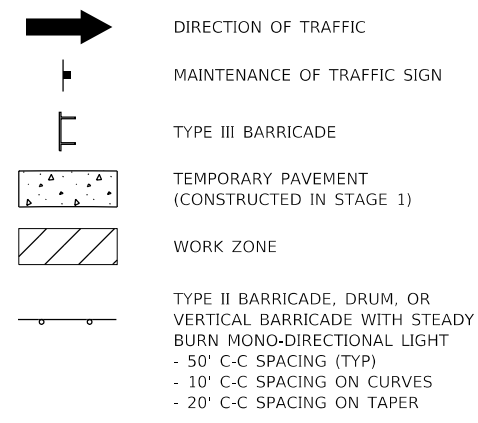 DIRECTION OF TRAFFIC
MAINTENANCE OF TRAFFIC SIGN
TYPE III BARRICADE
TEMPORARY PAVEMENT
(CONSTRUCTED IN STAGE 1)
WORK ZONE
TYPE II BARRICADE, DRUM, OR
VERTICAL BARRICADE WITH STEADY
BURN MONO-DIRECTIONAL LIGHT
- 50' C-C SPACING (TYP)
- 10' C-C SPACING ON CURVES
- 20' C-C SPACING ON TAPER